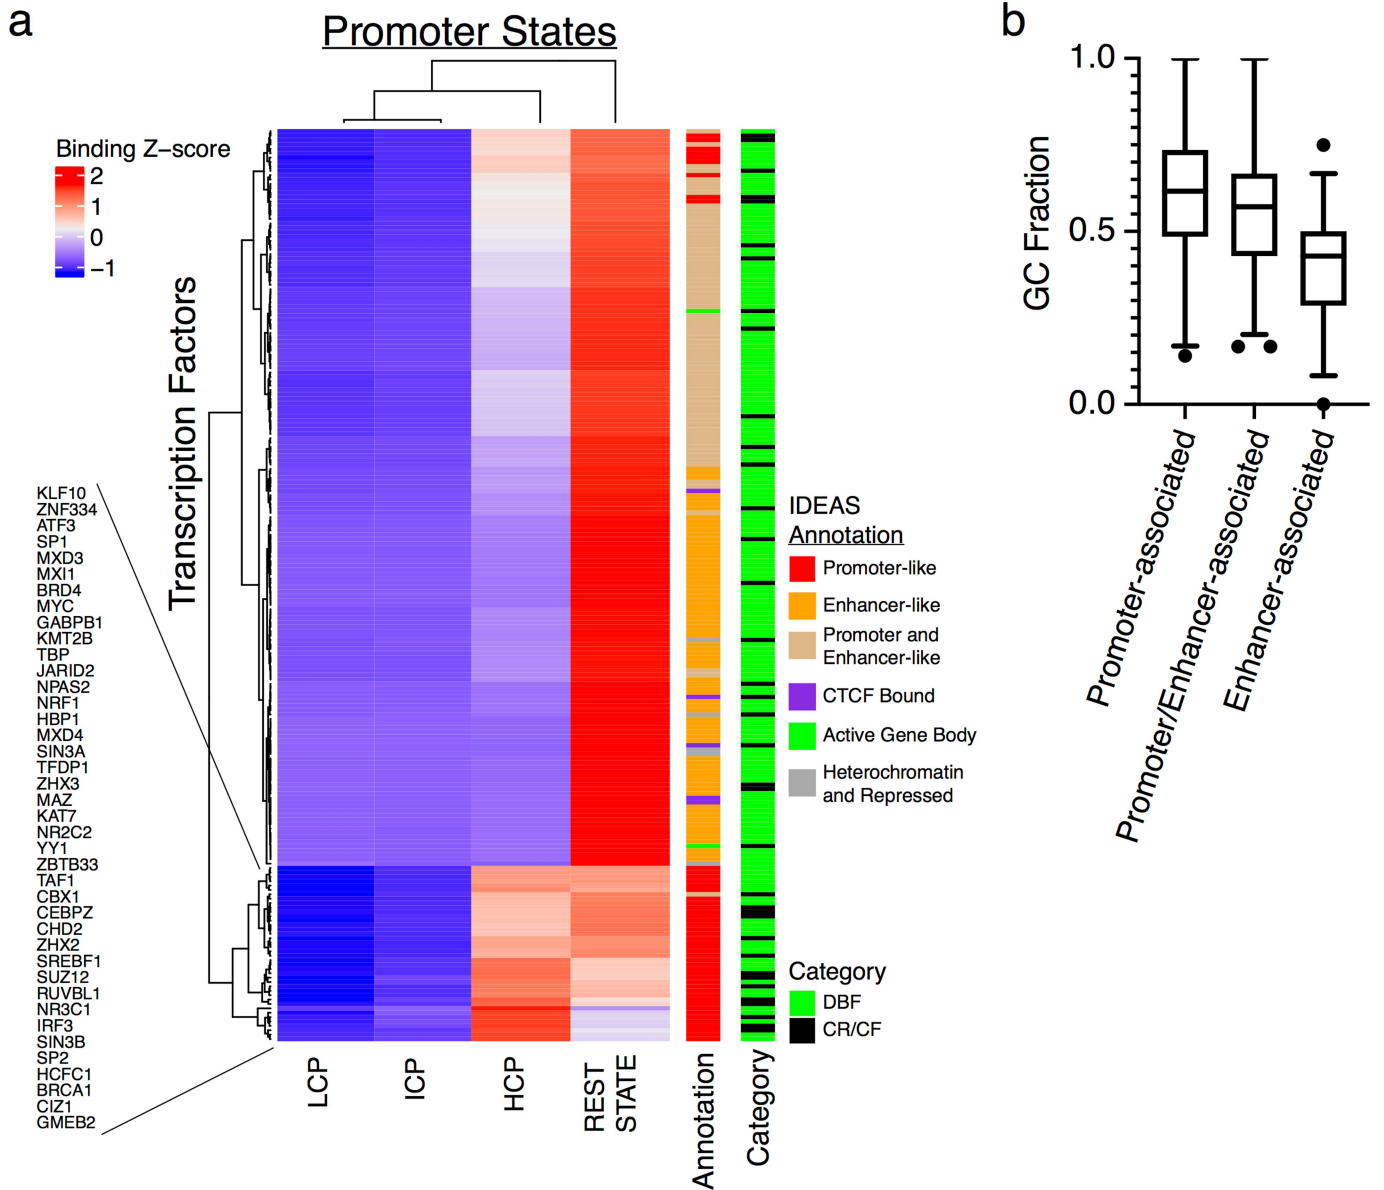 a
Promoter States
Binding Z−score
2
1
0
−1
Transcription Factors
KLF10
ZNF334
ATF3
SP1
MXD3
MXI1
BRD4
MYC
GABPB1
KMT2B
TBP
JARID2
NPAS2
NRF1
HBP1
MXD4
SIN3A
TFDP1
ZHX3
MAZ
KAT7
NR2C2
YY1
ZBTB33
TAF1
CBX1
CEBPZ
CHD2
ZHX2
SREBF1
SUZ12
RUVBL1
NR3C1
IRF3
SIN3B
SP2
HCFC1
BRCA1
CIZ1
GMEB2
LCP
ICP
HCP
REST
STATE
Annotation
Category
IDEAS
Annotation
Promoter-like
Enhancer-like
Promoter and
Enhancer-like
CTCF Bound
Active Gene Body
Heterochromatin
and Repressed
Category
DBF
CR/CF
b
GC Fraction
1.0
0.5
0.0
Promoter-associated
Promoter/Enhancer-associated
Enhancer-associated